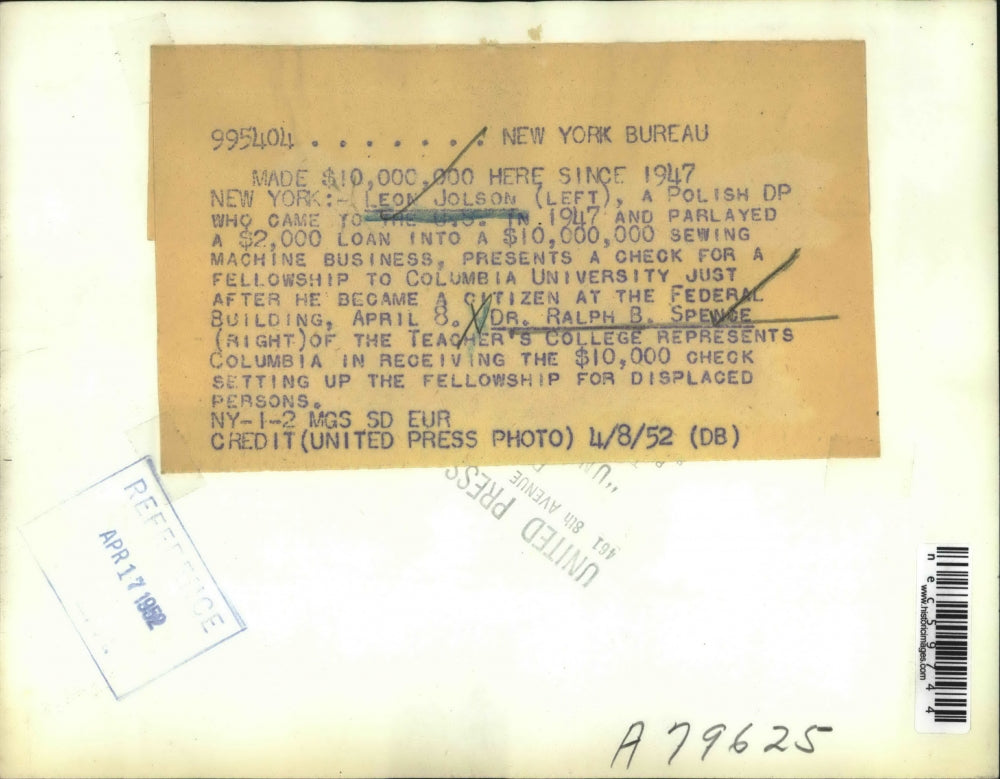 995404 . . . . . . . . NEW YORK BUREAU
MADE $10,000,000 HERE SINCE 1947
NEW YORK:-(LEON JOLSON (LEFT), A POLISH DP
WHO CAME TO THE U.S. IN 1947 AND PARLAYED
A $2,000 LOAN INTO A $10,000,000 SEWING
MACHINE BUSINESS, PRESENTS A CHECK FOR A
FELLOWSHIP TO COLUMBIA UNIVERSITY JUST
AFTER HE BECAME A CITIZEN AT THE FEDERAL
BUILDING, APRIL 8. DR. RALPH B. SPENCE
(RIGHT)OF THE TEACHER'S COLLEGE REPRESENTS
COLUMBIA IN RECEIVING THE $10,000 CHECK
SETTING UP THE FELLOWSHIP FOR DISPLACED
PERSONS.
NY-1-2 MGS SD EUR
CREDIT(UNITED PRESS PHOTO) 4/8/52 (DB)
UNITED PRESS
461 8th AVENUE
REFERENCE
APR 17 1952
nec59744
www.historicimages.com
A79625